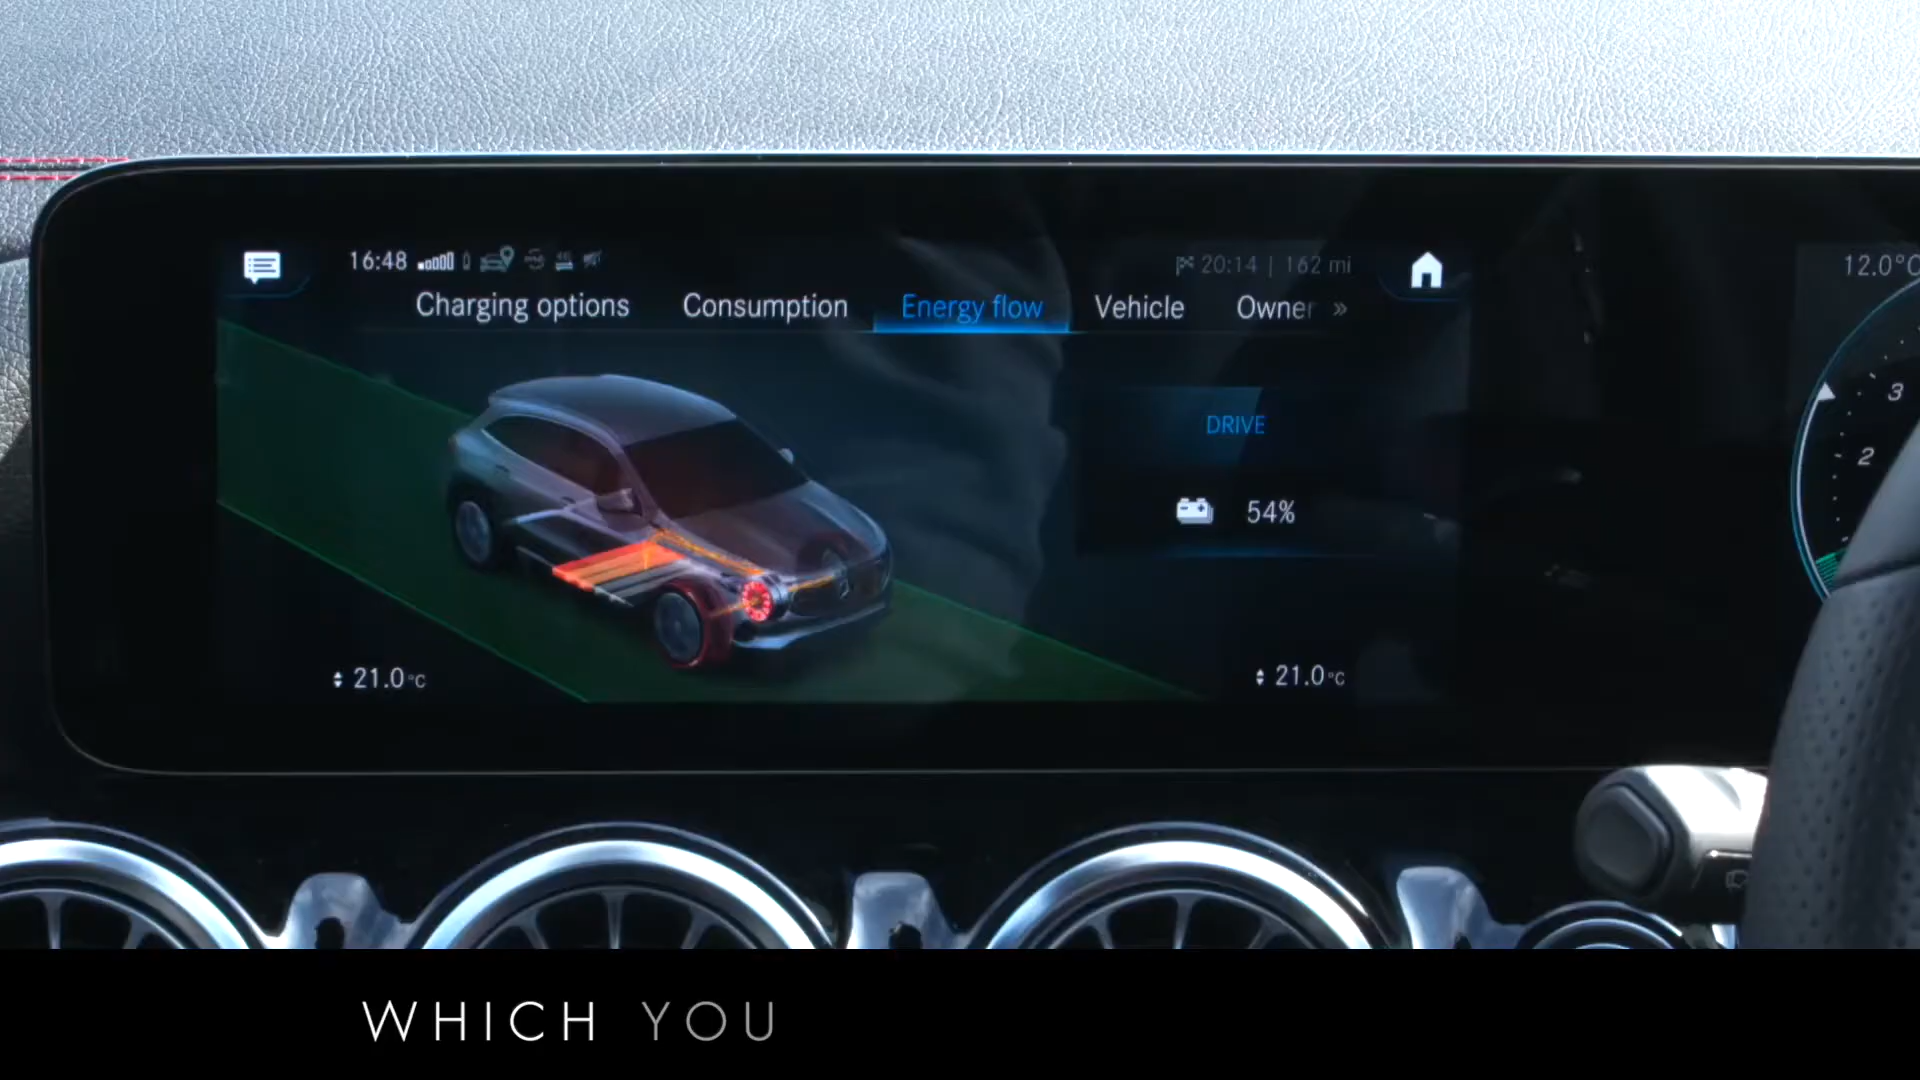 16:48
20:14 | 162 mi
12.0°C
Charging options Consumption Energy flow Vehicle Owner »
3
DRIVE
2
54%
21.0°C
21.0°C
WHICH YOU